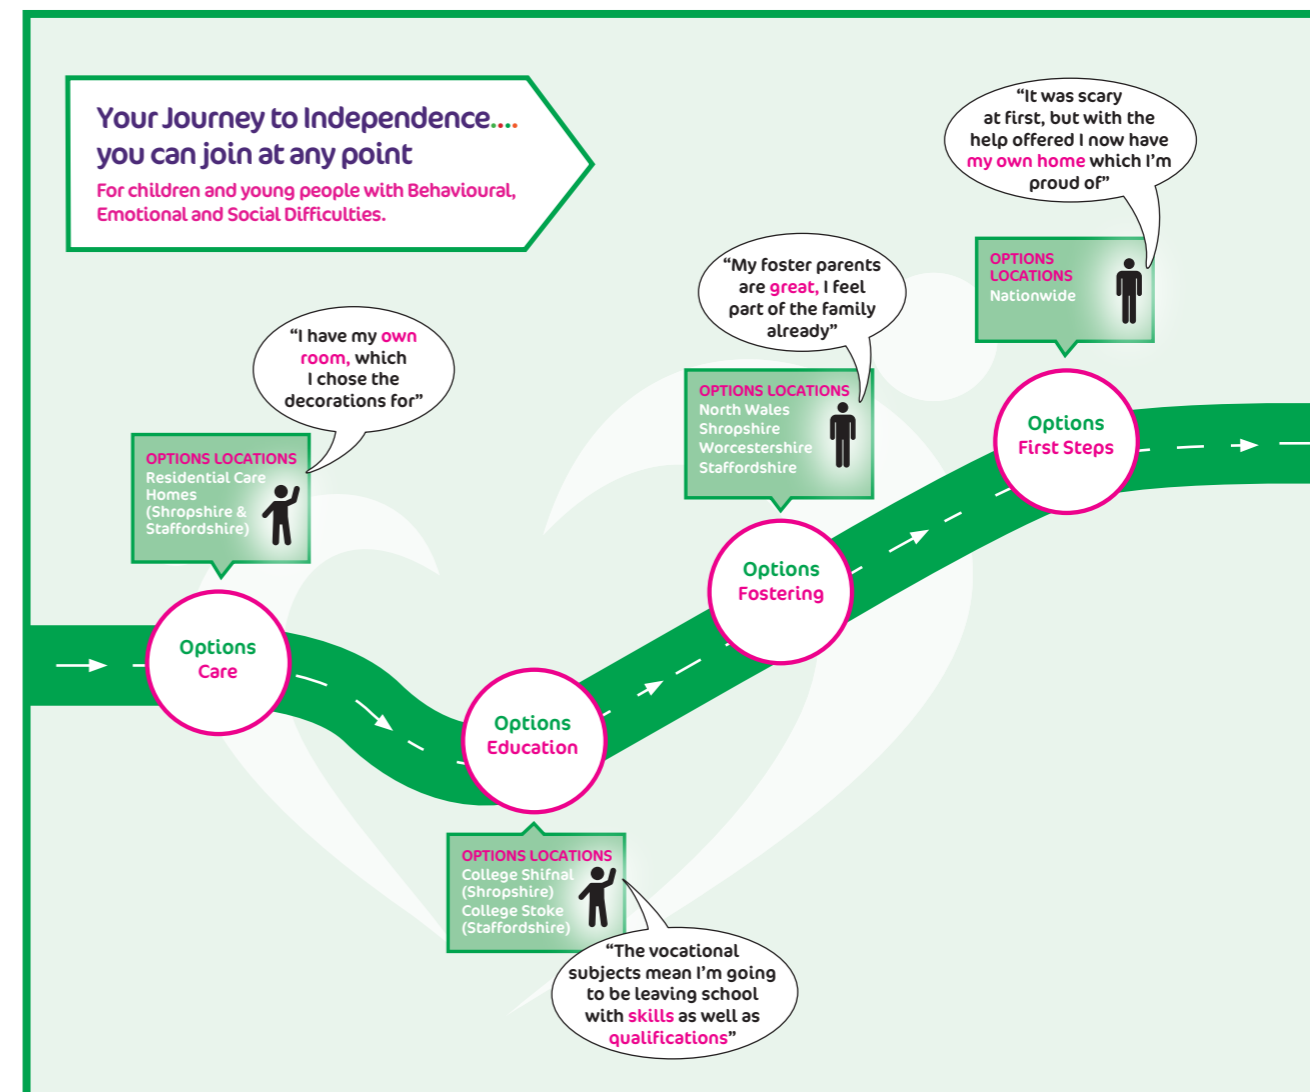 Your Journey to Independence....
you can join at any point
For children and young people with Behavioural,
Emotional and Social Difficulties.
“I have my own
room, which
I chose the
decorations for”
OPTIONS LOCATIONS
Residential Care
Homes
(Shropshire &
Staffordshire)
Options
Care
Options
Education
OPTIONS LOCATIONS
College Shifnal
(Shropshire)
College Stoke
(Staffordshire)
“The vocational
subjects mean I’m going
to be leaving school
with skills as well as
qualifications”
“My foster parents
are great, I feel
part of the family
already”
OPTIONS LOCATIONS
North Wales
Shropshire
Worcestershire
Staffordshire
Options
Fostering
“It was scary
at first, but with the
help offered I now have
my own home which I’m
proud of”
OPTIONS
LOCATIONS
Nationwide
Options
First Steps